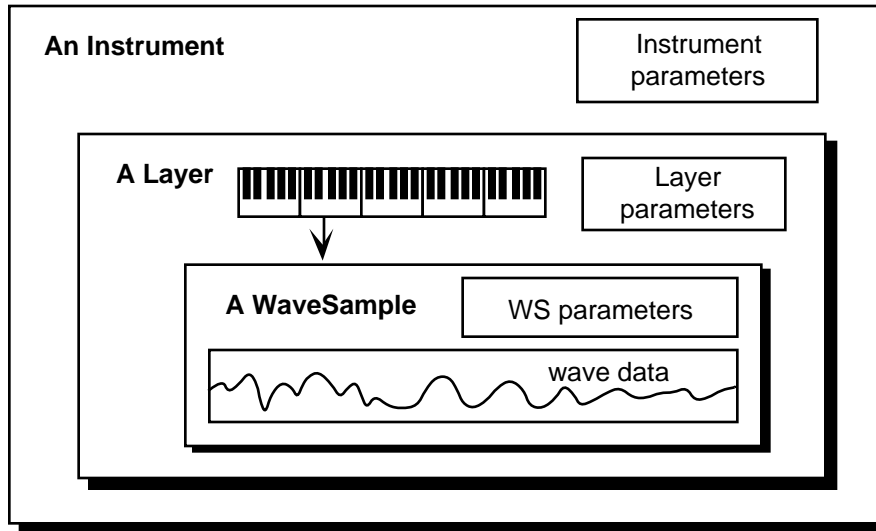 An Instrument
Instrument
parameters
A Layer
Layer
parameters
A WaveSample
WS parameters
wave data